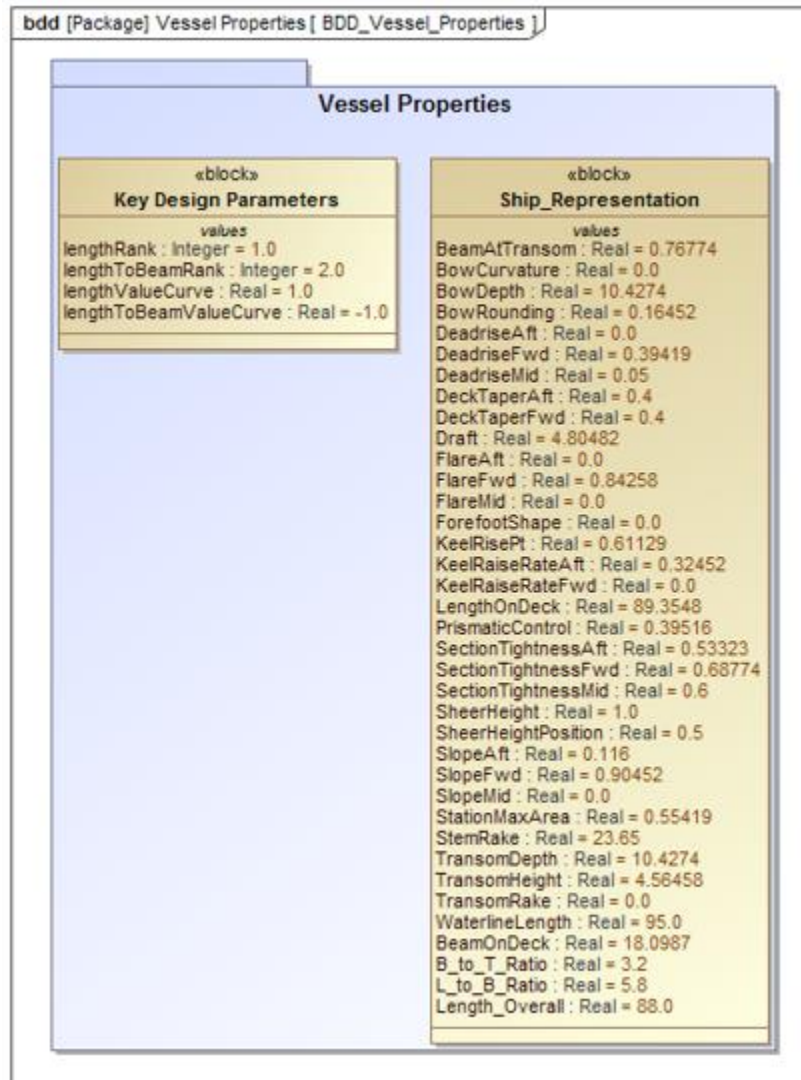 bdd [Package] Vessel Properties [ BDD_Vessel_Properties ]
Vessel Properties
«block»
Key Design Parameters
values
lengthRank : Integer = 1.0
lengthToBeamRank : Integer = 2.0
lengthValueCurve : Real = 1.0
lengthToBeamValueCurve : Real = -1.0
«block»
Ship_Representation
values
BeamAtTransom : Real = 0.76774
BowCurvature : Real = 0.0
BowDepth : Real = 10.4274
BowRounding : Real = 0.16452
DeadriseAft : Real = 0.0
DeadriseFwd : Real = 0.39419
DeadriseMid : Real = 0.05
DeckTaperAft : Real = 0.4
DeckTaperFwd : Real = 0.4
Draft : Real = 4.80482
FlareAft : Real = 0.0
FlareFwd : Real = 0.84258
FlareMid : Real = 0.0
ForefootShape : Real = 0.0
KeelRisePt : Real = 0.61129
KeelRaiseRateAft : Real = 0.32452
KeelRaiseRateFwd : Real = 0.0
LengthOnDeck : Real = 89.3548
PrismaticControl : Real = 0.39516
SectionTightnessAft : Real = 0.53323
SectionTightnessFwd : Real = 0.68774
SectionTightnessMid : Real = 0.6
SheerHeight : Real = 1.0
SheerHeightPosition : Real = 0.5
SlopeAft : Real = 0.116
SlopeFwd : Real = 0.90452
SlopeMid : Real = 0.0
StationMaxArea : Real = 0.55419
StemRake : Real = 23.65
TransomDepth : Real = 10.4274
TransomHeight : Real = 4.56458
TransomRake : Real = 0.0
WaterlineLength : Real = 95.0
BeamOnDeck : Real = 18.0987
B_to_T_Ratio : Real = 3.2
L_to_B_Ratio : Real = 5.8
Length_Overall : Real = 88.0